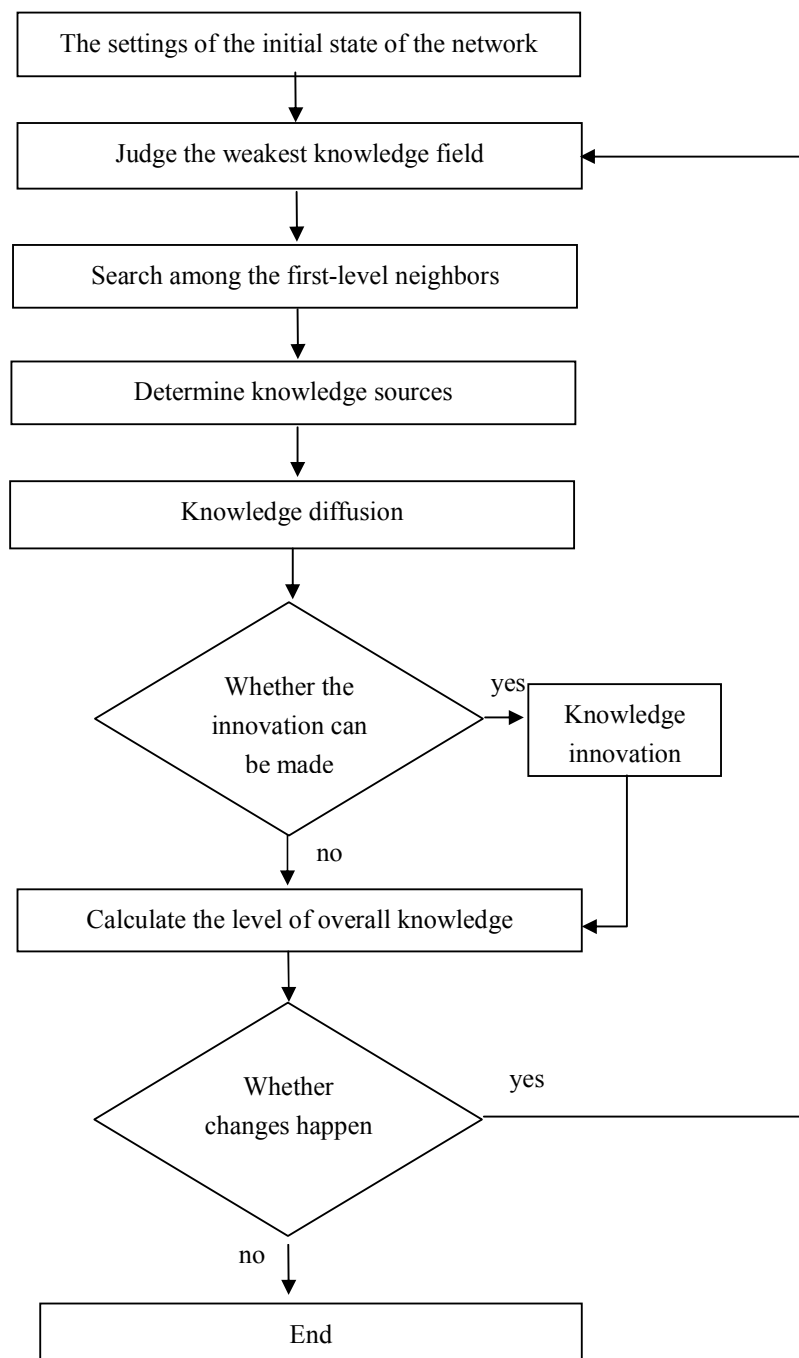 The settings of the initial state of the network
Judge the weakest knowledge field
Search among the first-level neighbors
Determine knowledge sources
Knowledge diffusion
Whether the
innovation can
be made
yes
Knowledge
innovation
no
Calculate the level of overall knowledge
Whether
changes happen
yes
no
End